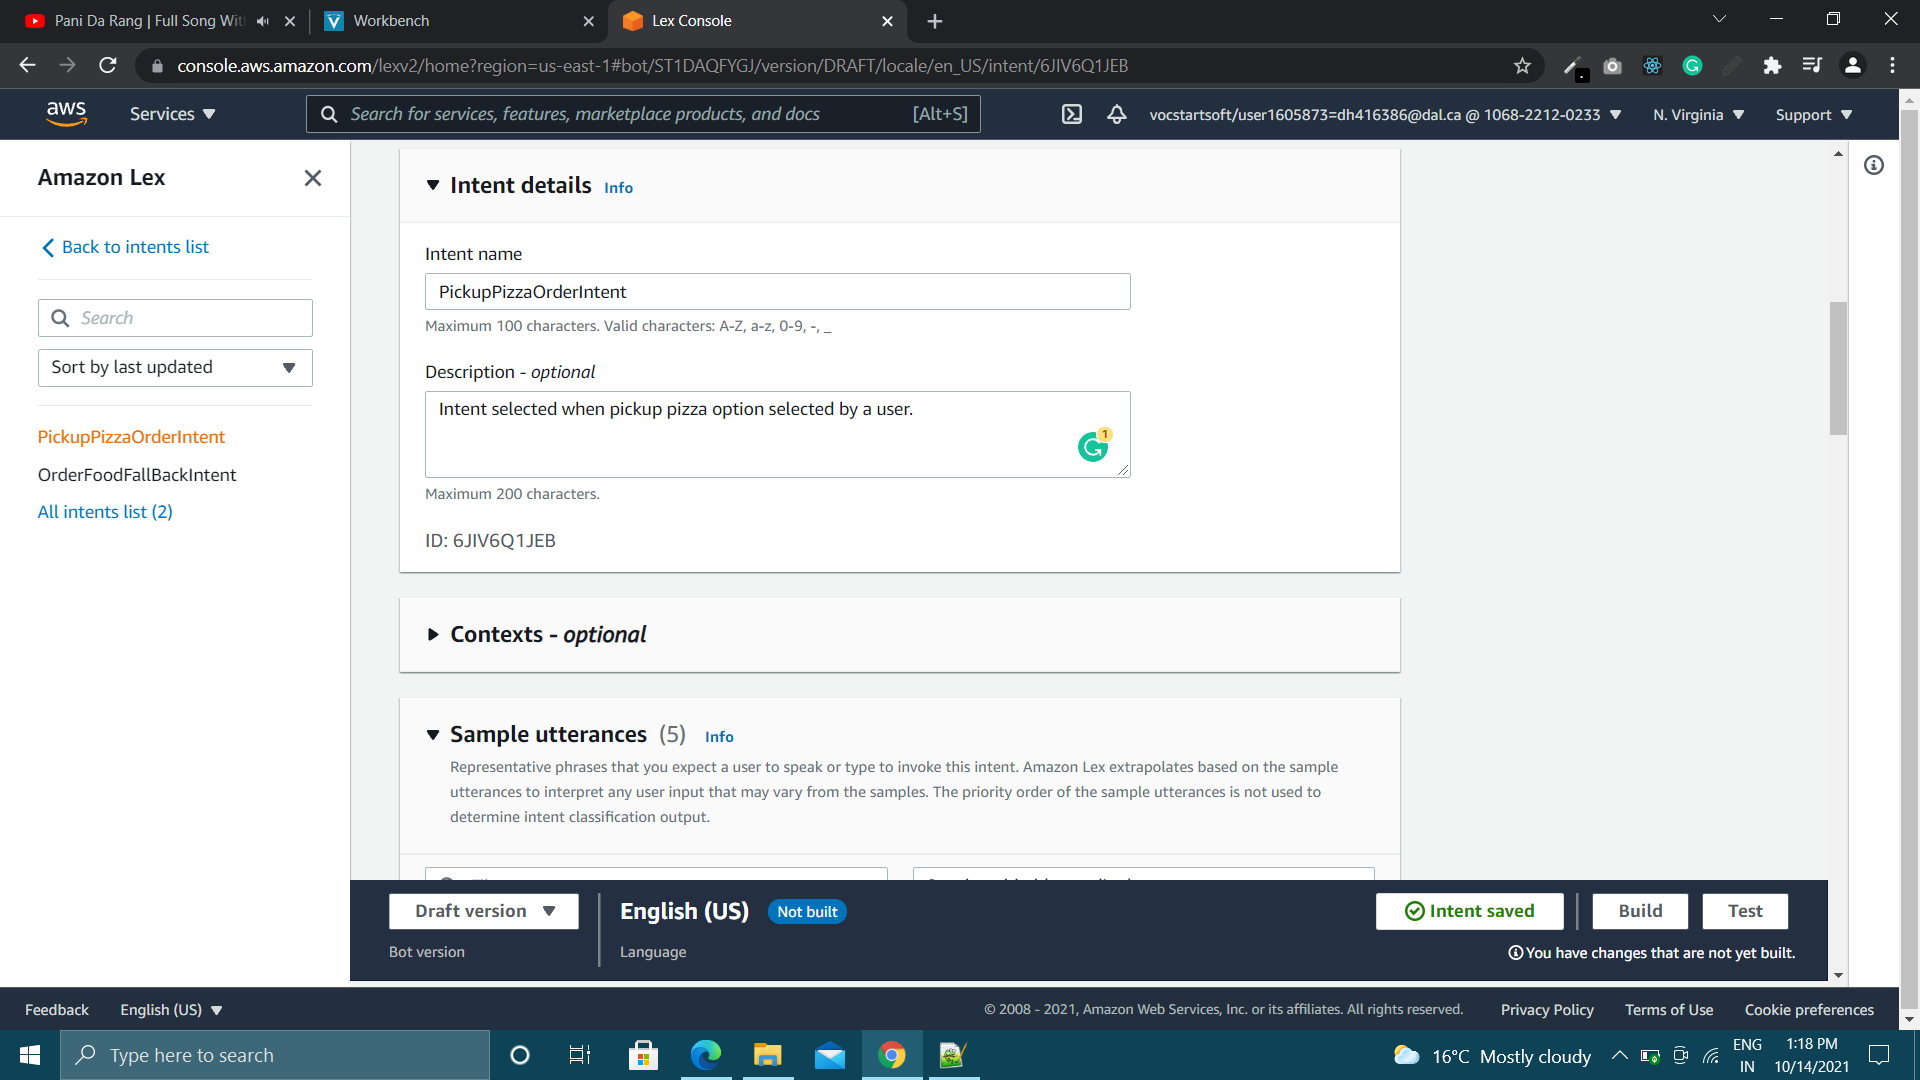 Pani Da Rang | Full Song Wit
Workbench
Lex Console
console.aws.amazon.com/lexv2/home?region=us-east-1#bot/ST1DAQFYGJ/version/DRAFT/locale/en_US/intent/6JIV6Q1JEB
aws
Services
Search for services, features, marketplace products, and docs
[Alt+S]
vocstartsoft/user1605873=dh416386@dal.ca @ 1068-2212-0233
N. Virginia
Support
Amazon Lex
Back to intents list
Search
Sort by last updated
PickupPizzaOrderIntent
OrderFoodFallBackIntent
All intents list (2)
Intent details Info
Intent name
PickupPizzaOrderIntent
Maximum 100 characters. Valid characters: A-Z, a-z, 0-9, -, _
Description - optional
Intent selected when pickup pizza option selected by a user.
1
Maximum 200 characters.
ID: 6JIV6Q1JEB
Contexts - optional
Sample utterances (5) Info
Representative phrases that you expect a user to speak or type to invoke this intent. Amazon Lex extrapolates based on the sample
utterances to interpret any user input that may vary from the samples. The priority order of the sample utterances is not used to
determine intent classification output.
Draft version
Bot version
English (US) Not built
Language
Intent saved
Build
Test
You have changes that are not yet built.
Feedback
English (US)
© 2008 - 2021, Amazon Web Services, Inc. or its affiliates. All rights reserved.
Privacy Policy
Terms of Use
Cookie preferences
Type here to search
16°C Mostly cloudy
ENG
IN
1:18 PM
10/14/2021